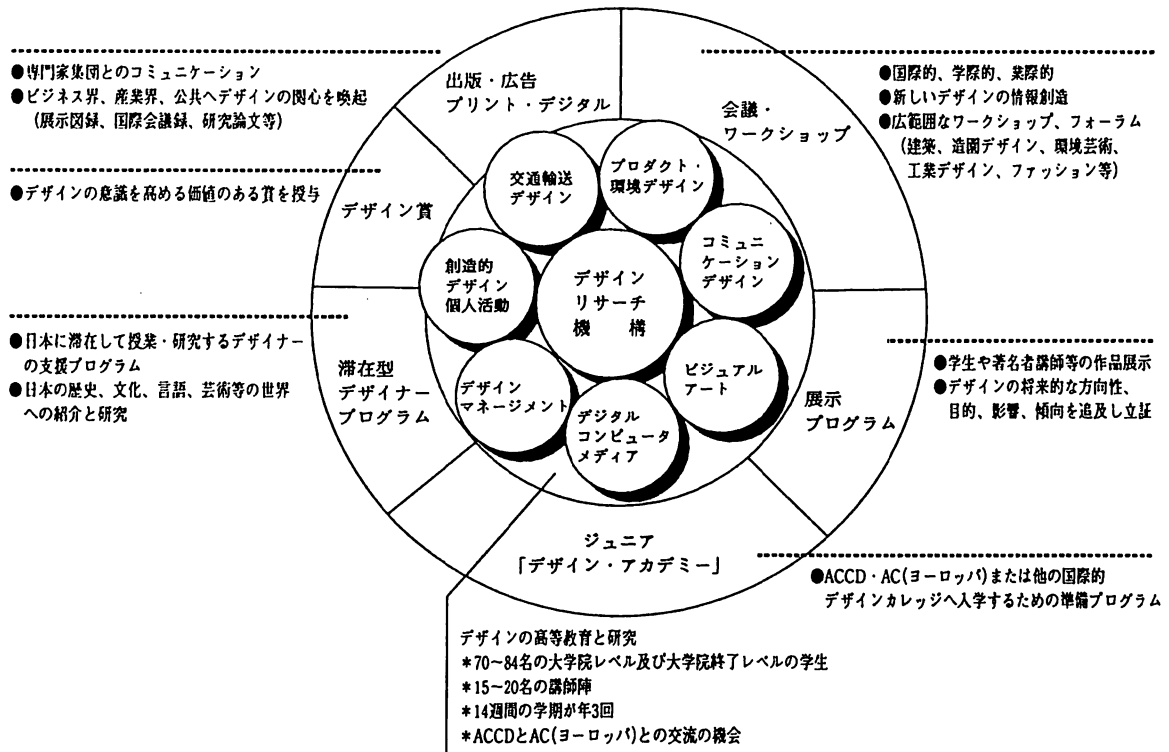 ●専門家集団とのコミュニケーション
●ビジネス界、産業界、公共へデザインの関心を喚起
(展示図録、国際会議録、研究論文等)
●デザインの意識を高める価値のある賞を授与
●日本に滞在して授業・研究するデザイナー
の支援プログラム
●日本の歴史、文化、言語、芸術等の世界
への紹介と研究
出版・広告
プリント・デジタル
デザイン賞
滞在型
デザイナー
プログラム
会議・
ワークショップ
展示
プログラム
ジュニア
「デザイン・アカデミー」
交通輸送
デザイン
プロダクト・
環境デザイン
コミュニ
ケーション
デザイン
ビジュアル
アート
デジタル
コンピュータ
メディア
デザイン
マネージメント
創造的
デザイン
個人活動
デザイン
リサーチ
機 構
●国際的、学際的、業際的
●新しいデザインの情報創造
●広範囲なワークショップ、フォーラム
(建築、造園デザイン、環境芸術、
工業デザイン、ファッション等)
●学生や著名者講師等の作品展示
●デザインの将来的な方向性、
目的、影響、傾向を追及し立証
●ACCD・AC(ヨーロッパ)または他の国際的
デザインカレッジへ入学するための準備プログラム
デザインの高等教育と研究
*70〜84名の大学院レベル及び大学院終了レベルの学生
*15〜20名の講師陣
*14週間の学期が年3回
*ACCDとAC(ヨーロッパ)との交流の機会